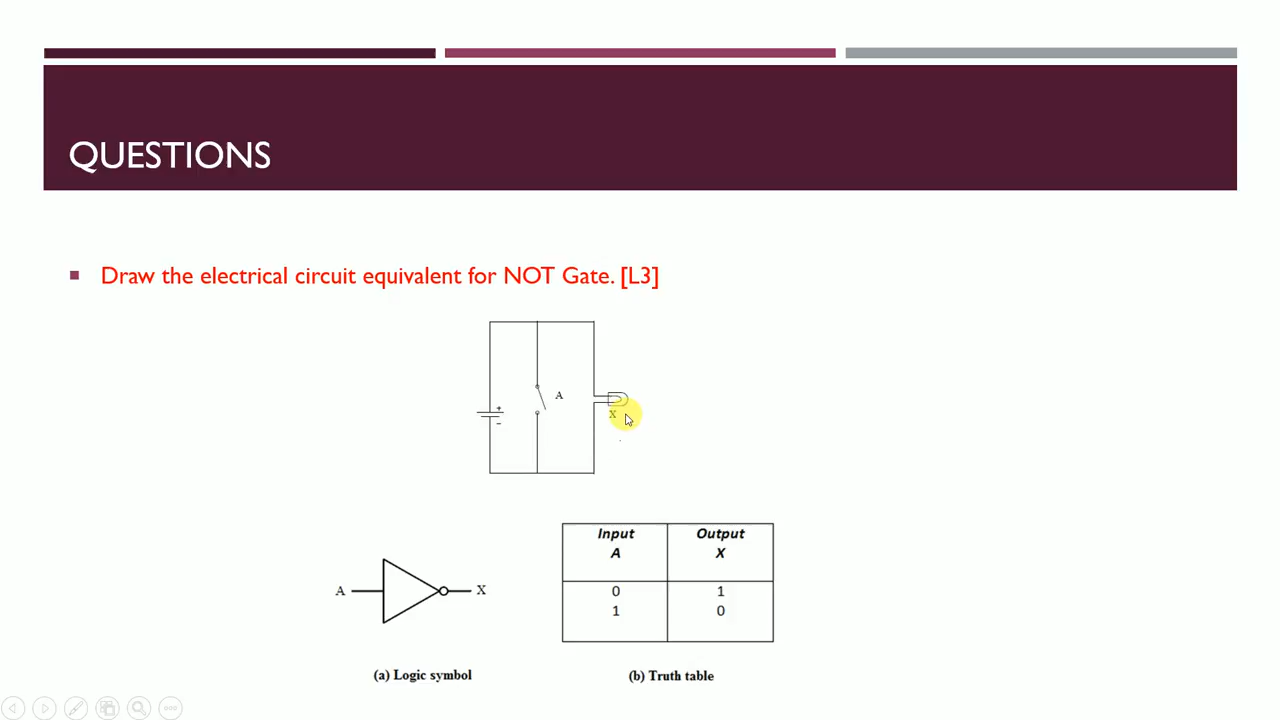 QUESTIONS
Draw the electrical circuit equivalent for NOT Gate. [L3]
A
+
−
X
Input Output
A X
0 1
1 0
A X
(a) Logic symbol (b) Truth table